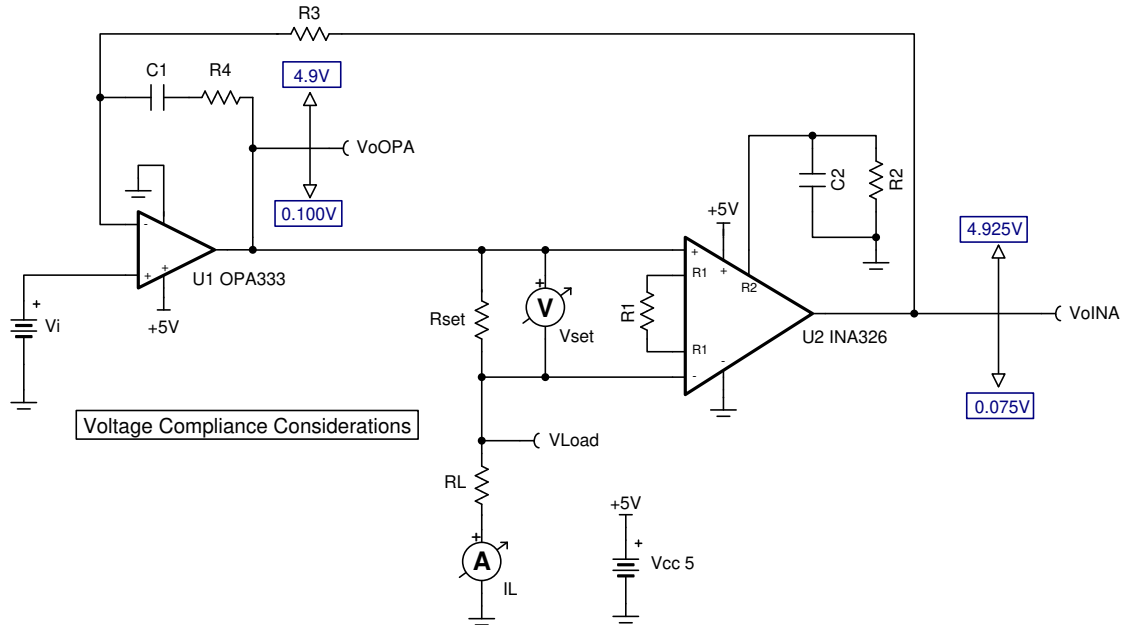 R3
C1
R4
4.9V
VoOPA
0.100V
-
+
+
U1 OPA333
+5V
+
Vi
Rset
+
V
Vset
+5V
+
-
+
-
R1
R1
R1
R2
C2
R2
U2 INA326
4.925V
VoINA
0.075V
Voltage Compliance Considerations
VLoad
RL
+
A
IL
+5V
+
Vcc 5